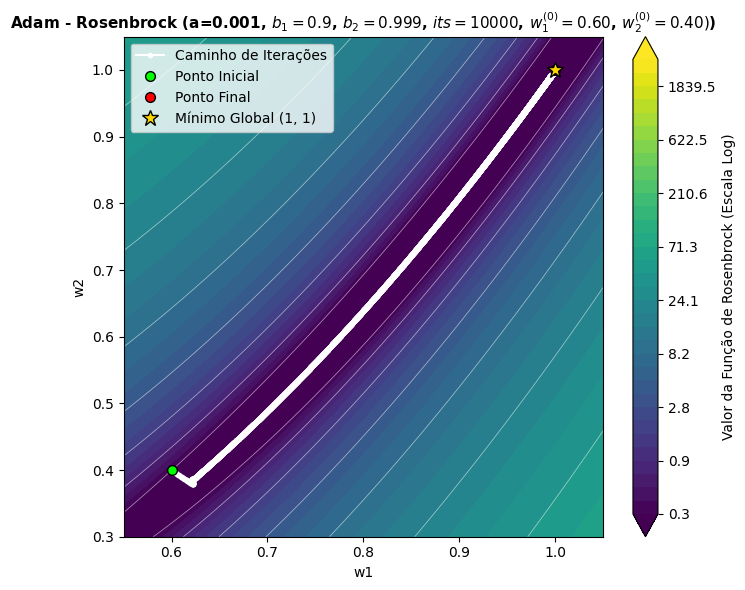 Adam - Rosenbrock (a=0.001, b₁ = 0.9, b₂ = 0.999, its = 10000, w₁⁽⁰⁾ = 0.60, w₂⁽⁰⁾ = 0.40))
Caminho de Iterações
Ponto Inicial
Ponto Final
Mínimo Global (1, 1)
1.0
0.9
0.8
0.7
0.6
0.5
0.4
0.3
w2
0.6 0.7 0.8 0.9 1.0
w1
1839.5
622.5
210.6
71.3
24.1
8.2
2.8
0.9
0.3
Valor da Função de Rosenbrock (Escala Log)